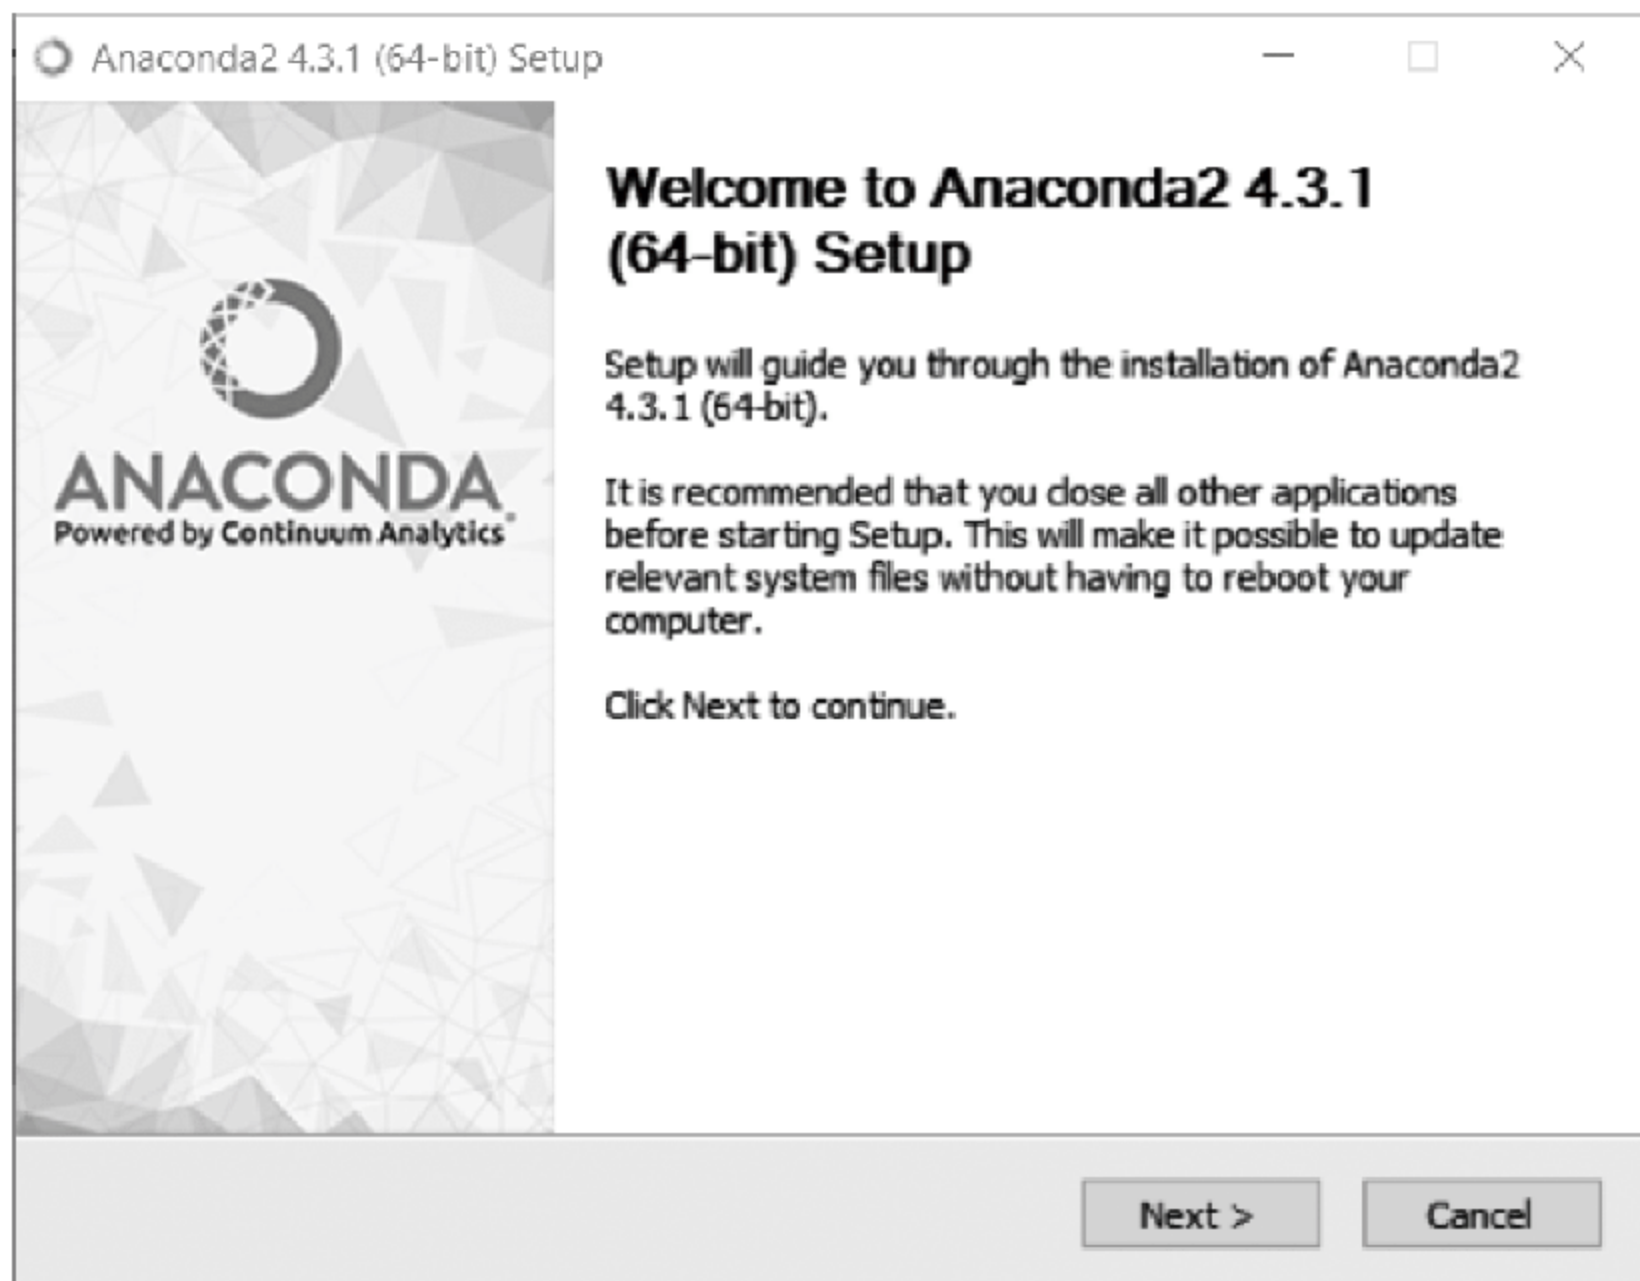 Anaconda2 4.3.1 (64-bit) Setup
ANACONDA
Powered by Continuum Analytics
Welcome to Anaconda2 4.3.1
(64-bit) Setup
Setup will guide you through the installation of Anaconda2
4.3.1 (64-bit).
It is recommended that you close all other applications
before starting Setup. This will make it possible to update
relevant system files without having to reboot your
computer.
Click Next to continue.
Next >
Cancel